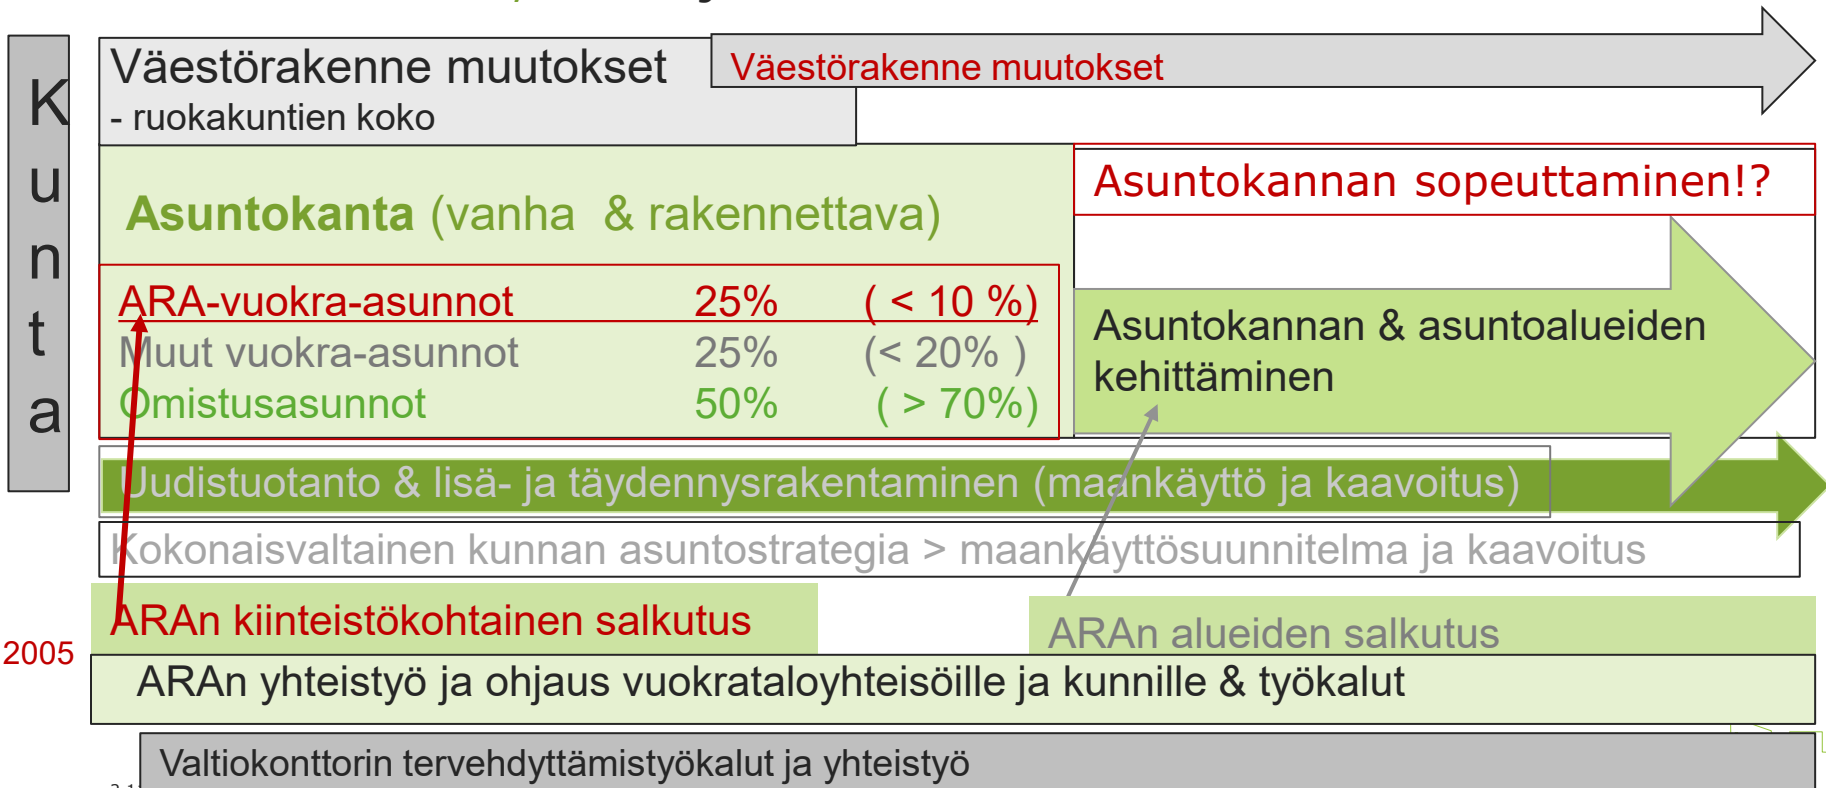 Kunta
Väestörakenne muutokset
- ruokakuntien koko
Väestörakenne muutokset
Asuntokanta (vanha & rakennettava)
ARA-vuokra-asunnot 25% ( < 10 %)
Muut vuokra-asunnot 25% (< 20% )
Omistusasunnot 50% ( > 70%)
Asuntokannan sopeuttaminen!?
Asuntokannan & asuntoalueiden
kehittäminen
Uudistuotanto & lisä- ja täydennysrakentaminen (maankäyttö ja kaavoitus)
Kokonaisvaltainen kunnan asuntostrategia > maankäyttösuunnitelma ja kaavoitus
ARAn kiinteistökohtainen salkutus
ARAn alueiden salkutus
2005
ARAn yhteistyö ja ohjaus vuokrataloyhteisöille ja kunnille & työkalut
Valtiokonttorin tervehdyttämistyökalut ja yhteistyö